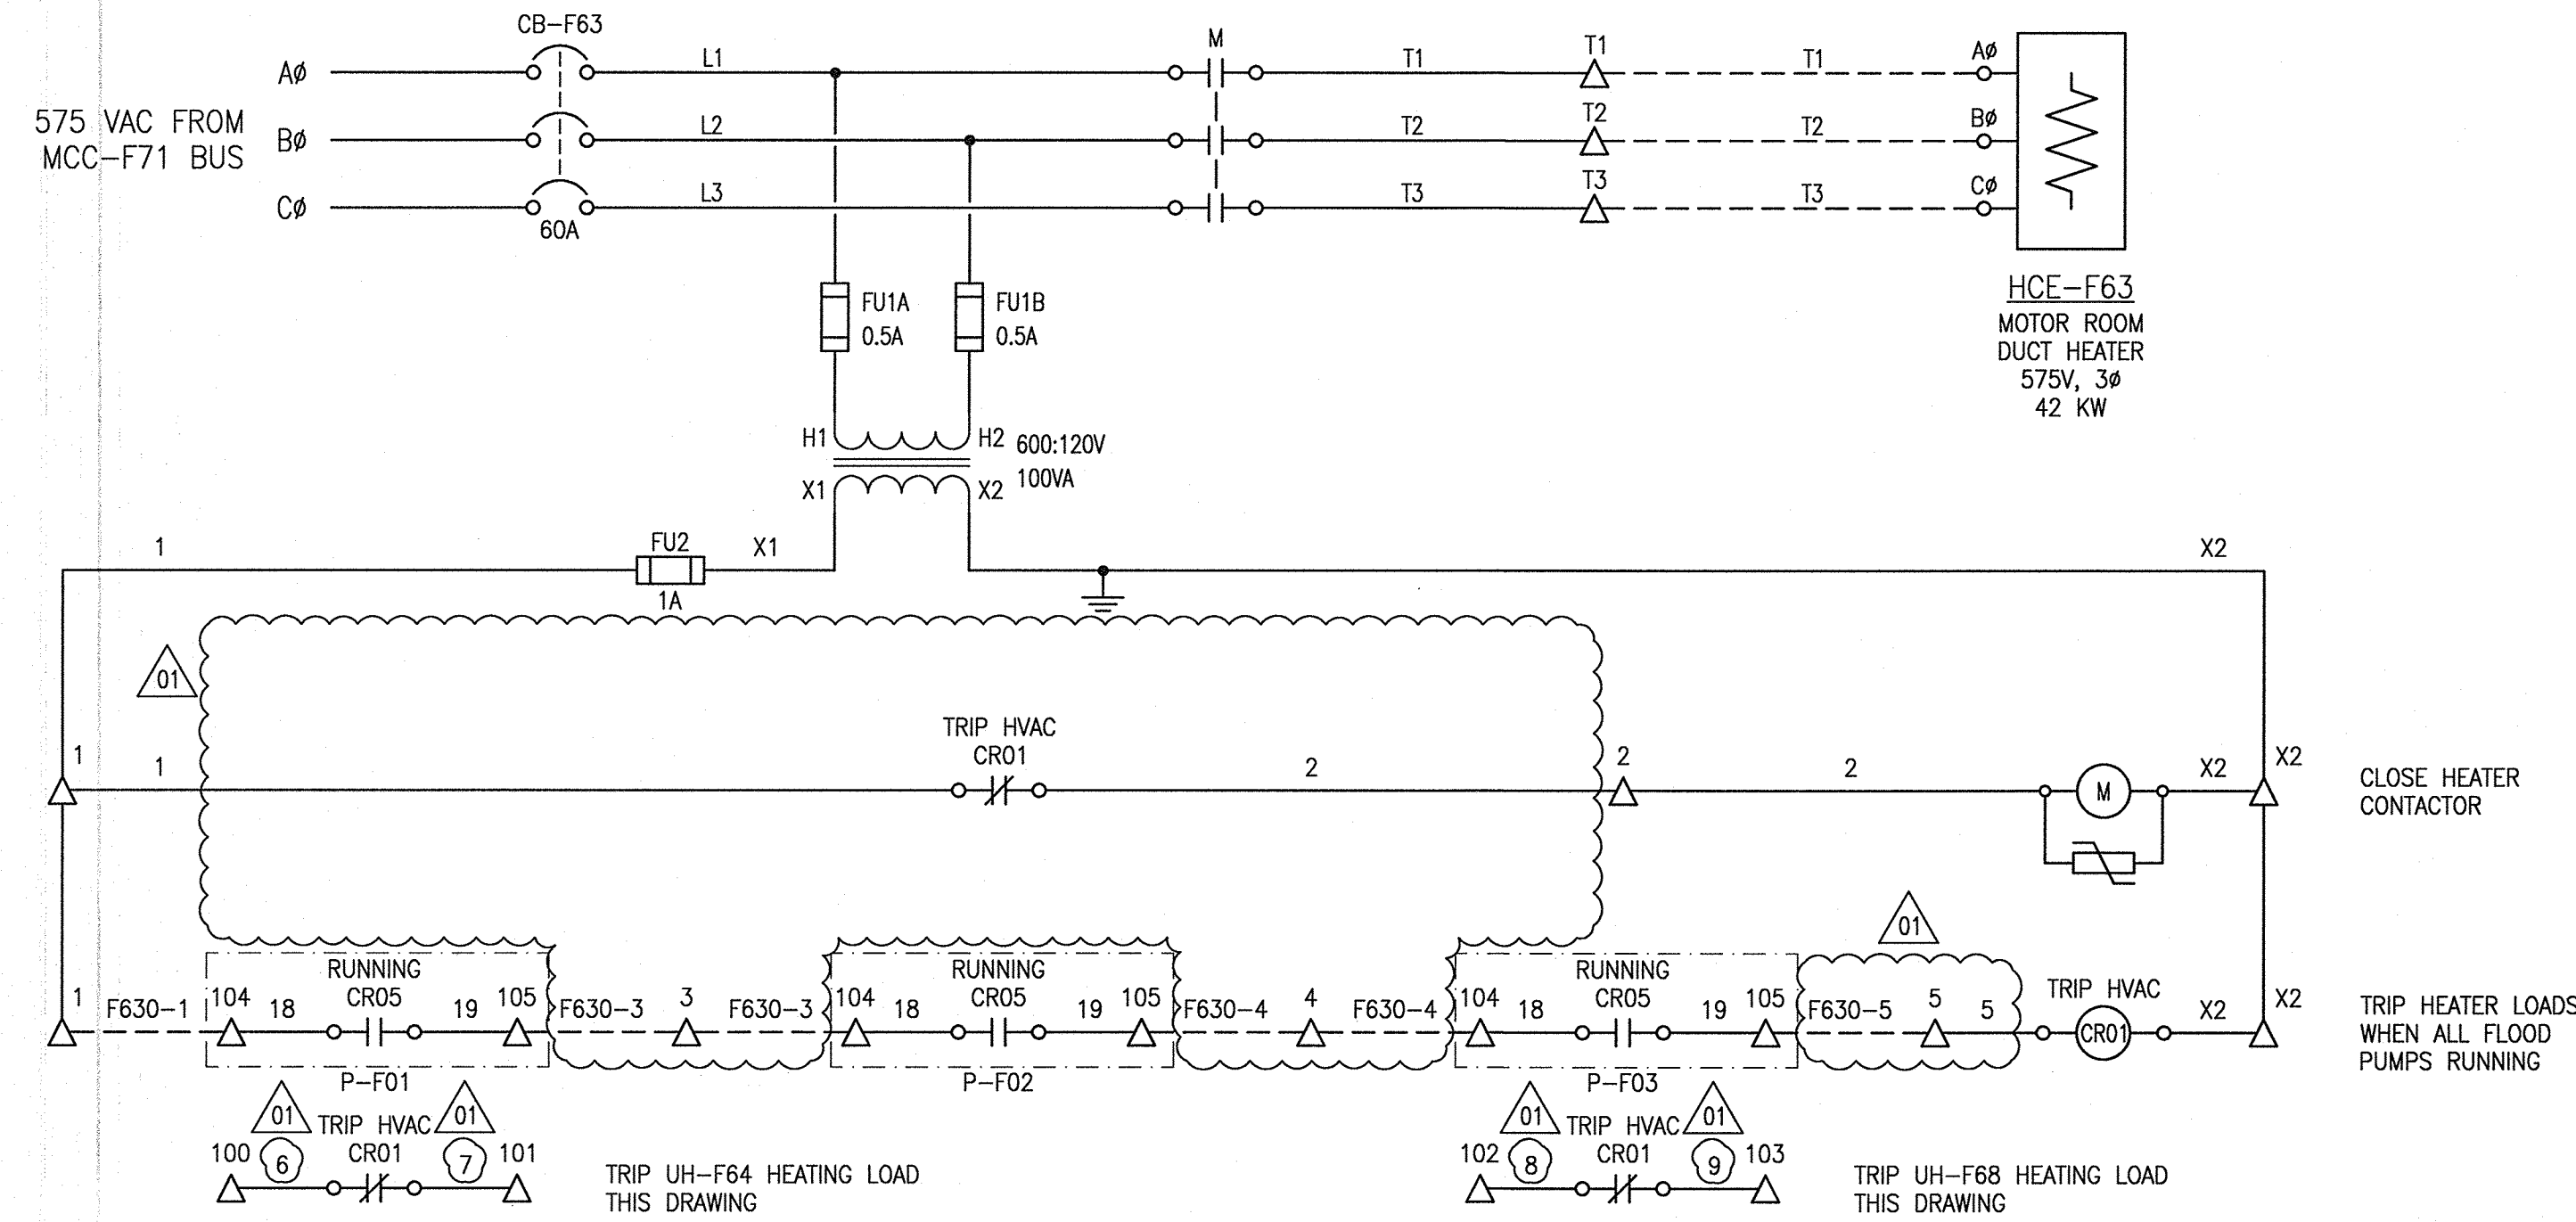 CB-F63
AØ
L1
M
T1
T1
T1
AØ
575 VAC FROM
MCC-F71 BUS
BØ
L2
T2
T2
T2
BØ
CØ
60A
L3
T3
T3
T3
CØ
FU1A
0.5A
FU1B
0.5A
HCE-F63
MOTOR ROOM
DUCT HEATER
575V, 3Ø
42 KW
H1
H2
600:120V
100VA
X1
X2
1
FU2
1A
X1
X2
01
TRIP HVAC
CR01
1
1
2
2
2
M
X2
X2
CLOSE HEATER
CONTACTOR
01
1
F630-1
104
18
RUNNING
CR05
19
105
P-F01
F630-3
3
F630-3
104
18
RUNNING
CR05
19
105
P-F02
F630-4
4
F630-4
104
18
RUNNING
CR05
19
105
P-F03
F630-5
5
5
TRIP HVAC
CR01
X2
X2
TRIP HEATER LOADS
WHEN ALL FLOOD
PUMPS RUNNING
100
01
6
TRIP HVAC
CR01
01
7
101
TRIP UH-F64 HEATING LOAD
THIS DRAWING
102
01
8
TRIP HVAC
CR01
01
9
103
TRIP UH-F68 HEATING LOAD
THIS DRAWING